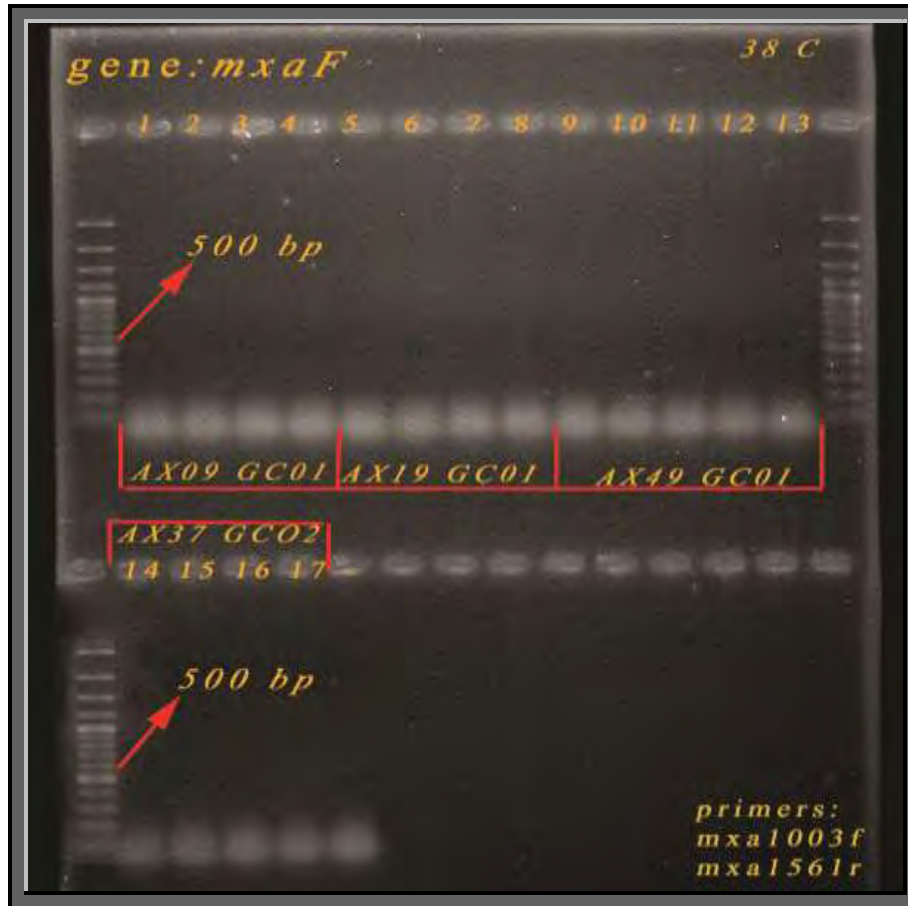 gene:mxaF
38 C
1 2 3 4 5 6 7 8 9 10 11 12 13
500 bp
AX09 GC01 AX19 GC01 AX49 GC01
AX37 GCO2
14 15 16 17
500 bp
primers:
mxa1003f
mxa1561r